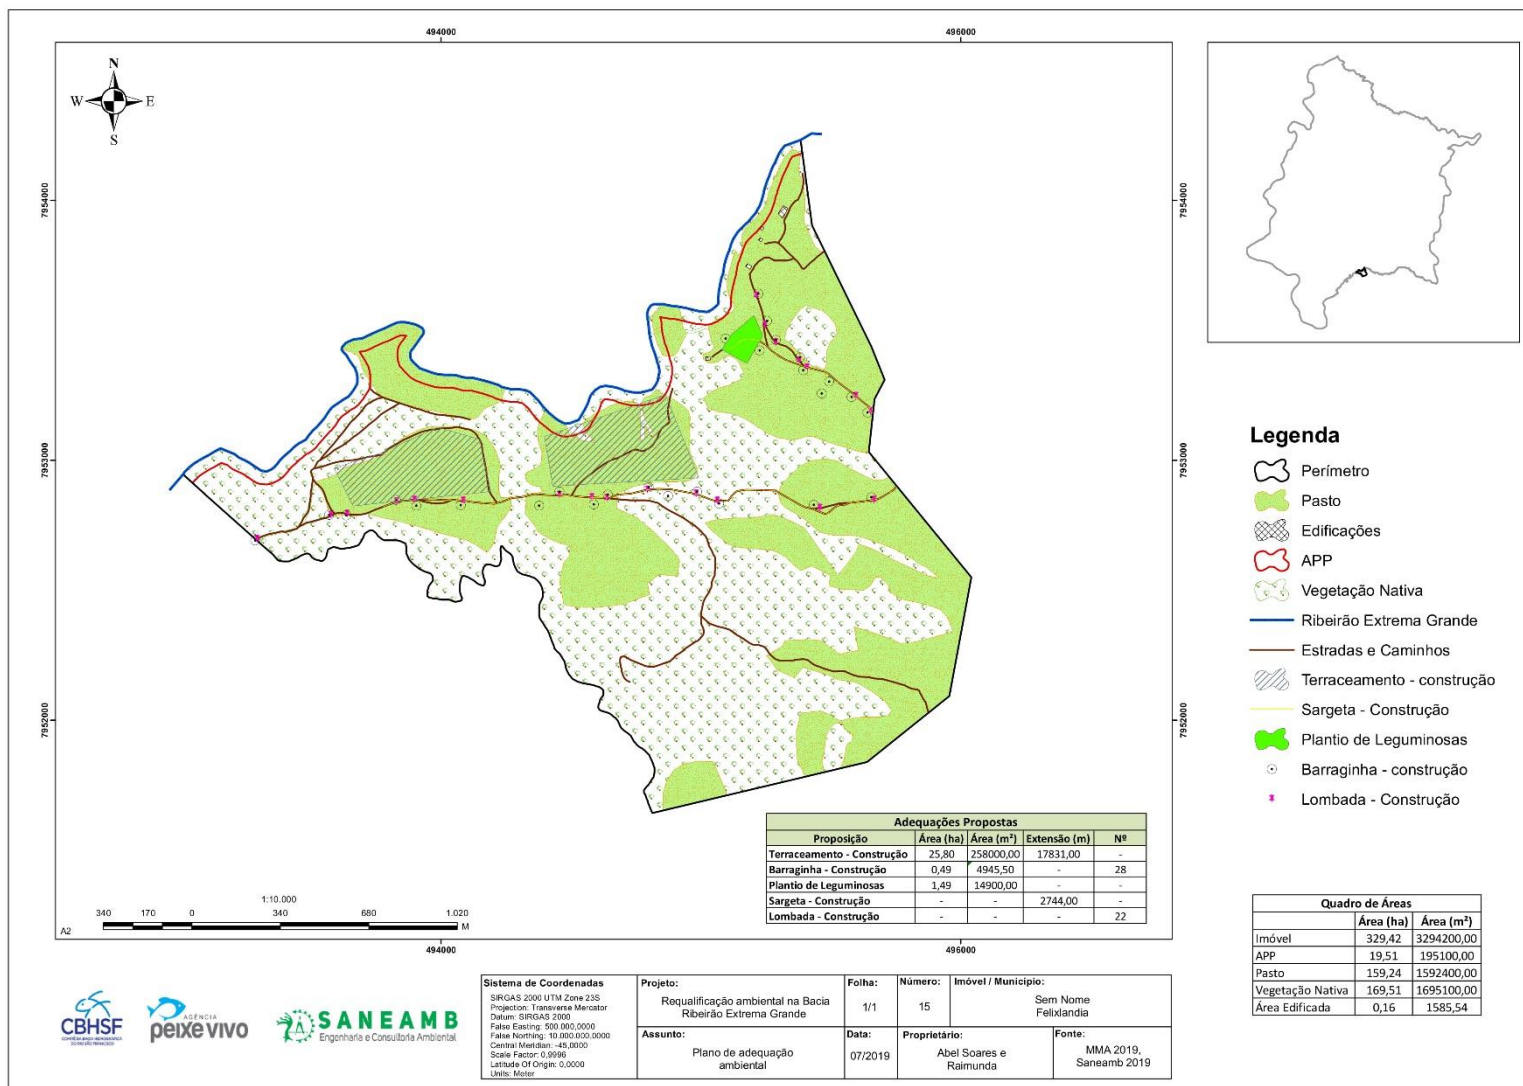 494000
496000
N
W E
S
7954000
7954000
7953000
7953000
7952000
7952000
Legenda
Perímetro
Pasto
Edificações
APP
Vegetação Nativa
Ribeirão Extrema Grande
Estradas e Caminhos
Terraceamento - construção
Sargeta - Construção
Plantio de Leguminosas
Barraginha - construção
Lombada - Construção
Adequações Propostas
Proposição Área (ha) Área (m²) Extensão (m) Nº
Terraceamento - Construção 25,80 258000,00 17831,00 -
Barraginha - Construção 0,49 4945,50 - 28
Plantio de Leguminosas 1,49 14900,00 - -
Sargeta - Construção - - 2744,00 -
Lombada - Construção - - - 22
1:10.000
340 170 0 340 680 1.020
M
A2
494000
496000
Quadro de Áreas
Área (ha) Área (m²)
Imóvel 329,42 3294200,00
APP 19,51 195100,00
Pasto 159,24 1592400,00
Vegetação Nativa 169,51 1695100,00
Área Edificada 0,16 1585,54
CBHSF
AGÊNCIA
peixe vivo
SANEAMB
Engenharia e Consultoria Ambiental
Sistema de Coordenadas
SIRGAS 2000 UTM Zone 23S
Projection: Transverse Mercator
Datum: SIRGAS 2000
False Easting: 500.000,0000
False Northing: 10.000.000,0000
Central Meridian: -45,0000
Scale Factor: 0,9996
Latitude Of Origin: 0,0000
Units: Meter
Projeto:
Requalificação ambiental na Bacia
Ribeirão Extrema Grande
Folha:
1/1
Número:
15
Imóvel / Município:
Sem Nome
Felixlandia
Assunto:
Plano de adequação
ambiental
Data:
07/2019
Proprietário:
Abel Soares e
Raimunda
Fonte:
MMA 2019,
Saneamb 2019